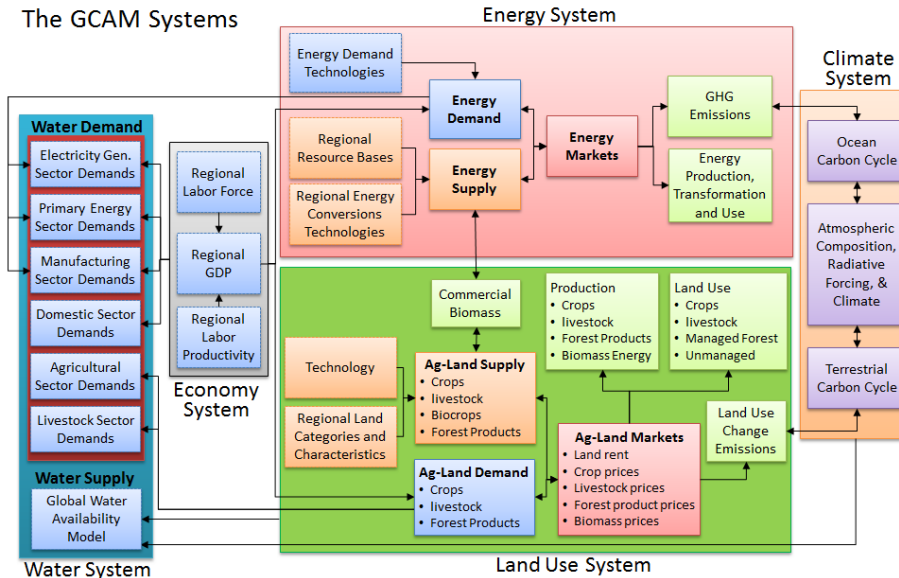 The GCAM Systems
Energy System
Energy Demand
Technologies
Energy
Demand
Regional
Resource Bases
Regional Energy
Conversions
Technologies
Energy
Supply
Energy
Markets
GHG
Emissions
Energy
Production,
Transformation
and Use
Climate
System
Ocean
Carbon Cycle
Atmospheric
Composition,
Radiative
Forcing, &
Climate
Terrestrial
Carbon Cycle
Water Demand
Electricity Gen.
Sector Demands
Primary Energy
Sector Demands
Manufacturing
Sector Demands
Domestic Sector
Demands
Agricultural
Sector Demands
Livestock Sector
Demands
Water Supply
Global Water
Availability
Model
Water System
Regional
Labor Force
Regional
GDP
Regional
Labor
Productivity
Economy
System
Commercial
Biomass
Production
• Crops
• livestock
• Forest Products
• Biomass Energy
Land Use
• Crops
• livestock
• Managed Forest
• Unmanaged
Technology
Regional Land
Categories and
Characteristics
Ag-Land Supply
• Crops
• livestock
• Biocrops
• Forest Products
Ag-Land Demand
• Crops
• livestock
• Forest Products
Ag-Land Markets
• Land rent
• Crop prices
• Livestock prices
• Forest product prices
• Biomass prices
Land Use
Change
Emissions
Land Use System